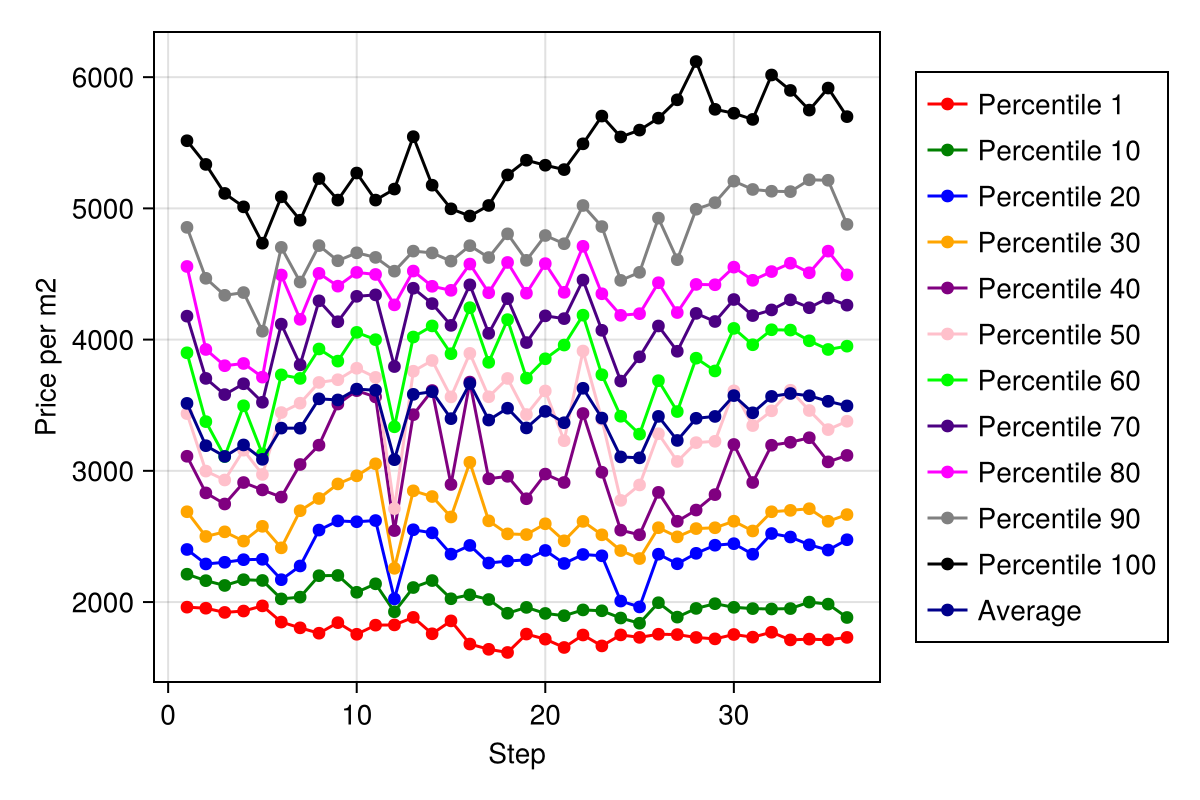 6000
5000
4000
3000
2000
Price per m2
0 10 20 30
Step
Percentile 1
Percentile 10
Percentile 20
Percentile 30
Percentile 40
Percentile 50
Percentile 60
Percentile 70
Percentile 80
Percentile 90
Percentile 100
Average